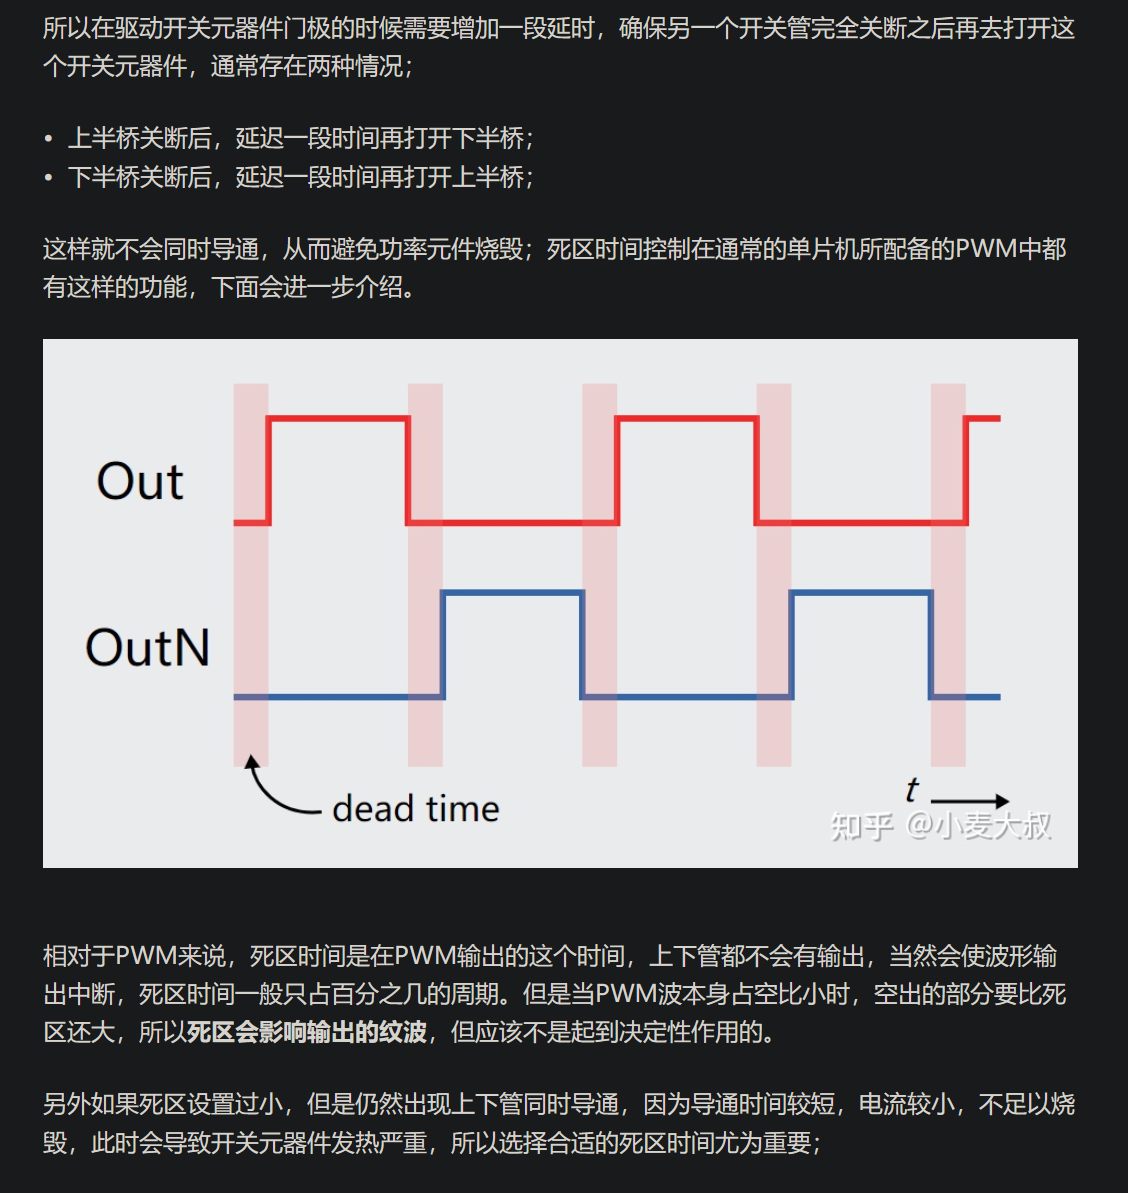 所以在驱动开关元器件门极的时候需要增加一段延时，确保另一个开关管完全关断之后再去打开这
个开关元器件，通常存在两种情况；
• 上半桥关断后，延迟一段时间再打开下半桥；
• 下半桥关断后，延迟一段时间再打开上半桥；
这样就不会同时导通，从而避免功率元件烧毁；死区时间控制在通常的单片机所配备的PWM中都
有这样的功能，下面会进一步介绍。
Out
OutN
dead time
t
知乎 @小麦大叔
相对于PWM来说，死区时间是在PWM输出的这个时间，上下管都不会有输出，当然会使波形输
出中断，死区时间一般只占百分之几的周期。但是当PWM波本身占空比小时，空出的部分要比死
区还大，所以死区会影响输出的纹波，但应该不是起到决定性作用的。
另外如果死区设置过小，但是仍然出现上下管同时导通，因为导通时间较短，电流较小，不足以烧
毁，此时会导致开关元器件发热严重，所以选择合适的死区时间尤为重要；